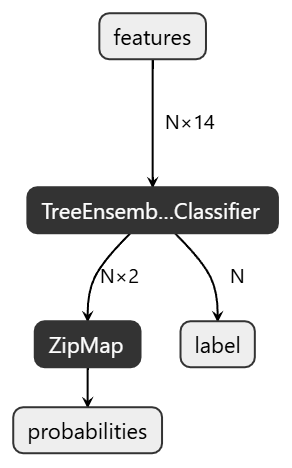 features
N×14
TreeEnsemb...Classifier
N×2
N
ZipMap
label
probabilities